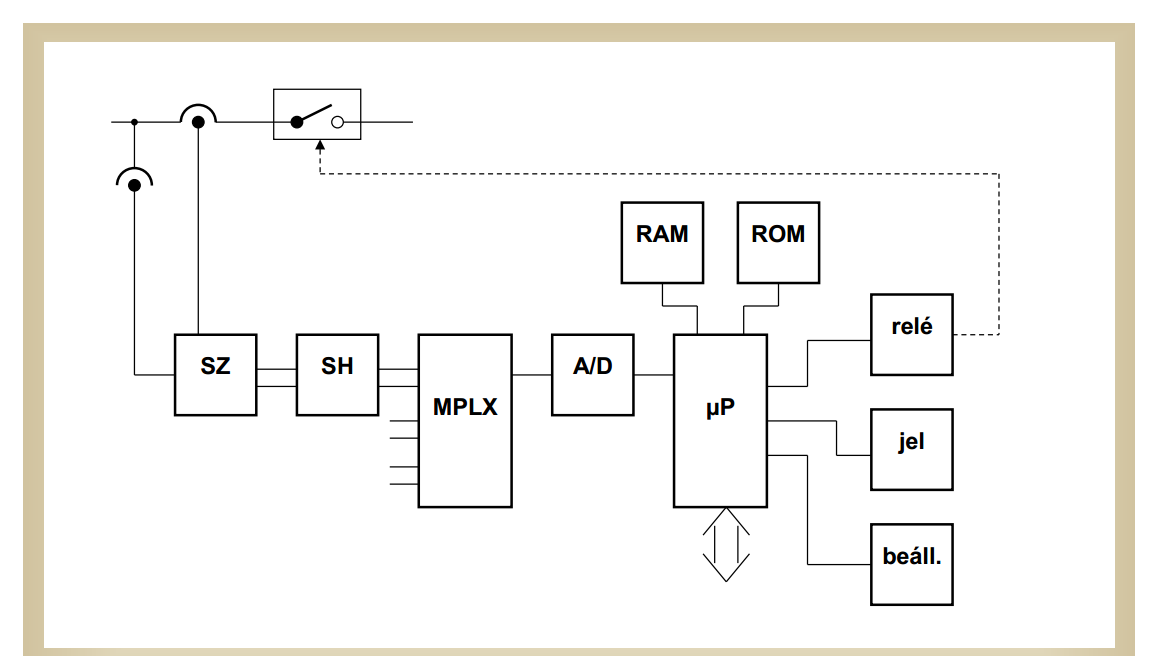 RAM
ROM
relé
SZ
SH
MPLX
A/D
µP
jel
beáll.